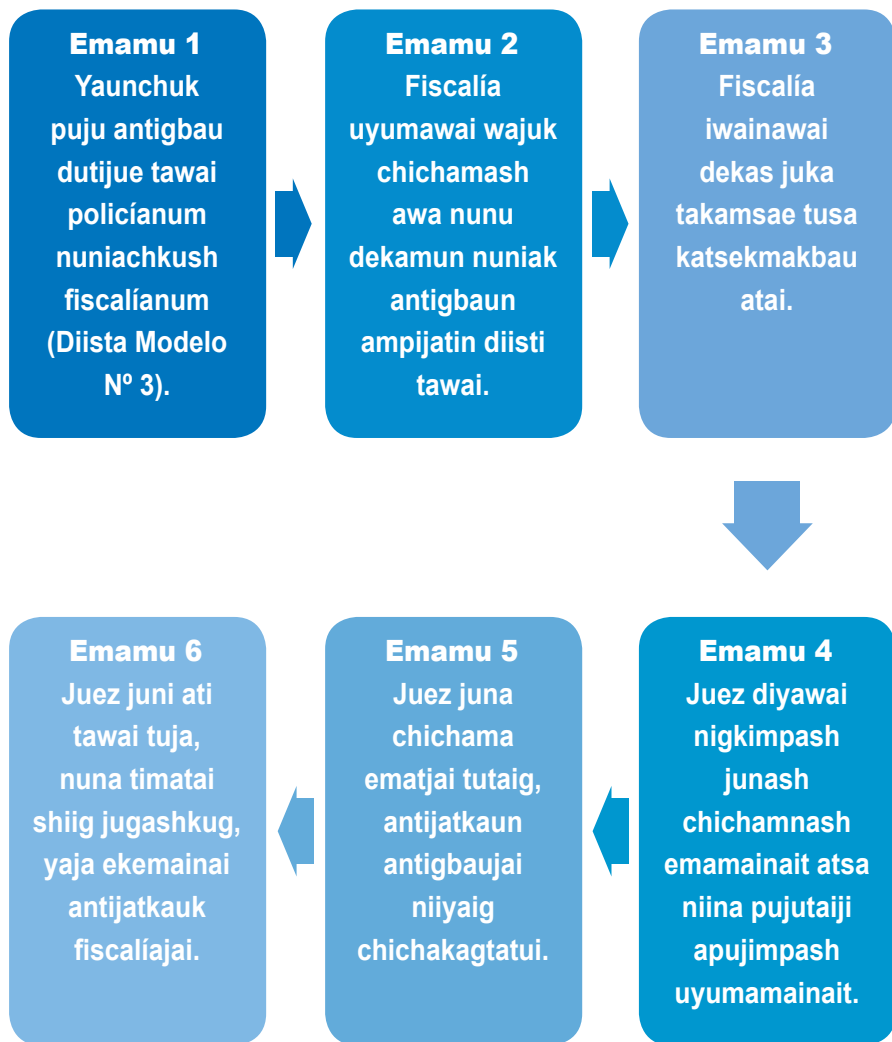 Emamu 1
Yaunchuk
puju antigbau
dutijue tawai
policíanum
nuniachkush
fiscalíanum
(Diista Modelo
Nº 3).
Emamu 2
Fiscalía
uyumawai wajuk
chichamash
awa nunu
dekamun nuniak
antigbaun
ampijatin diisti
tawai.
Emamu 3
Fiscalía
iwainawai
dekas juka
takamsae tusa
katsekmakbau
atai.
Emamu 4
Juez diyawai
nigkimpash
junash
chichamnash
emamainait atsa
niina pujutaiji
apujimpash
uyumamainait.
Emamu 5
Juez juna
chichama
ematjai tutaig,
antijatkaun
antigbaujai
niiyaig
chichakagtatui.
Emamu 6
Juez juni ati
tawai tuja,
nuna timatai
shiig jugashkug,
yaja ekemainai
antijatkauk
fiscalíajai.